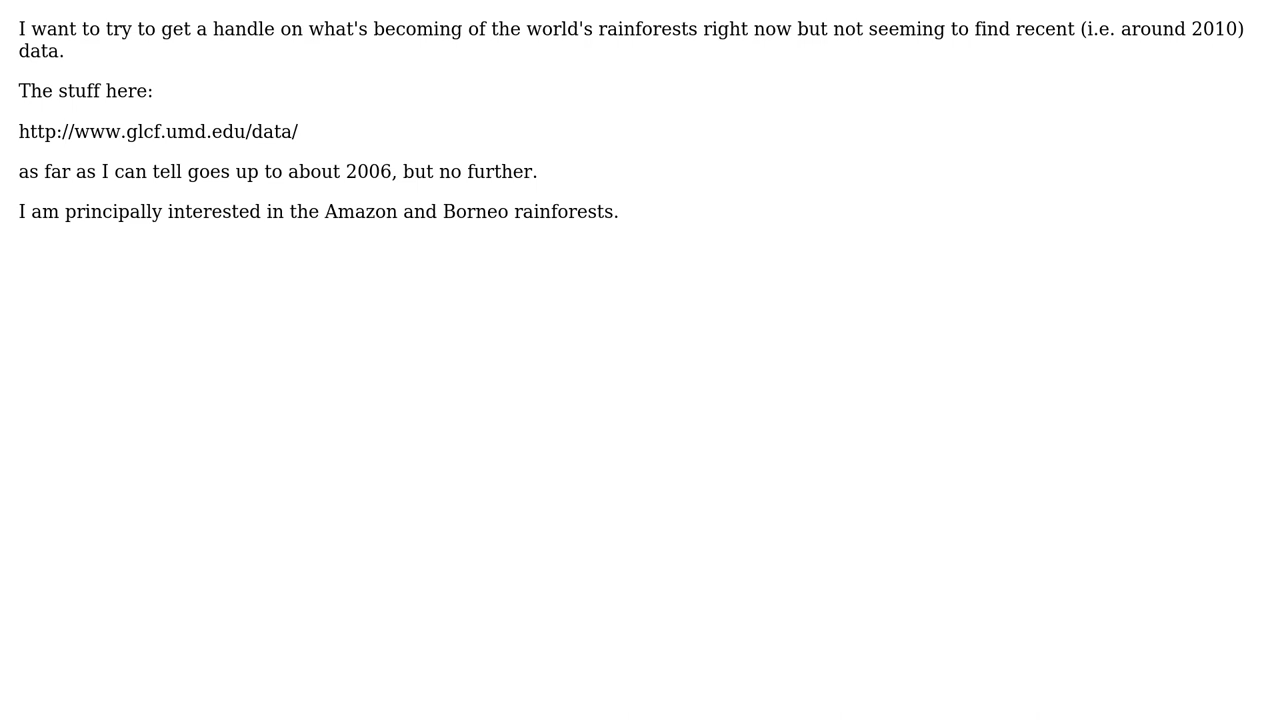 I want to try to get a handle on what's becoming of the world's rainforests right now but not seeming to find recent (i.e. around 2010)
data.
The stuff here:
http://www.glcf.umd.edu/data/
as far as I can tell goes up to about 2006, but no further.
I am principally interested in the Amazon and Borneo rainforests.